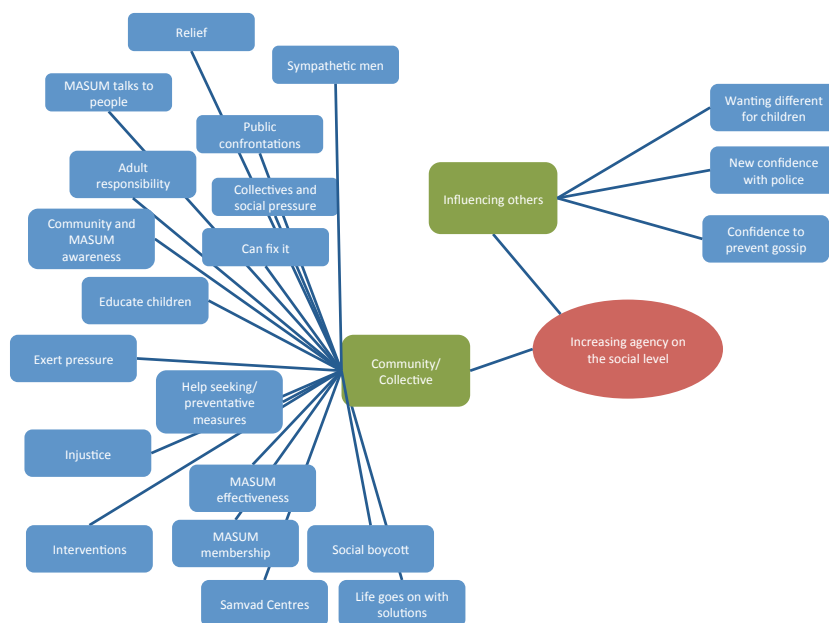 Relief
Sympathetic men
MASUM talks to
people
Wanting different
for children
Public
confrontations
Adult
responsibility
New confidence
with police
Collectives and
social pressure
Influencing others
Community and
MASUM
awareness
Can fix it
Confidence to
prevent gossip
Educate children
Increasing agency on
the social level
Exert pressure
Community/
Collective
Help seeking/
preventative
measures
Injustice
MASUM
effectiveness
Interventions
MASUM
membership
Social boycott
Samvad Centres
Life goes on with
solutions